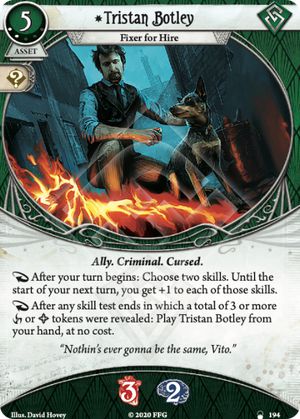 5
Tristan Botley
Fixer for Hire
ASSET
?
Ally. Criminal. Cursed.
After your turn begins: Choose two skills. Until the
start of your next turn, you get +1 to each of those skills.
After any skill test ends in which a total of 3 or more
or tokens were revealed: Play Tristan Botley from
your hand, at no cost.
"Nothin's ever gonna be the same, Vito."
3
2
Illus. David Hovey
© 2020 FFG
194